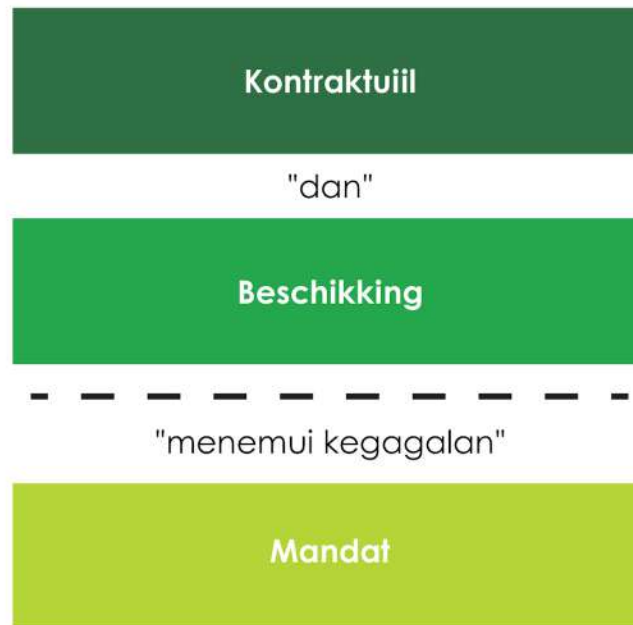 Kontraktuiil
"dan"
Beschikking
"menemui kegagalan"
Mandat